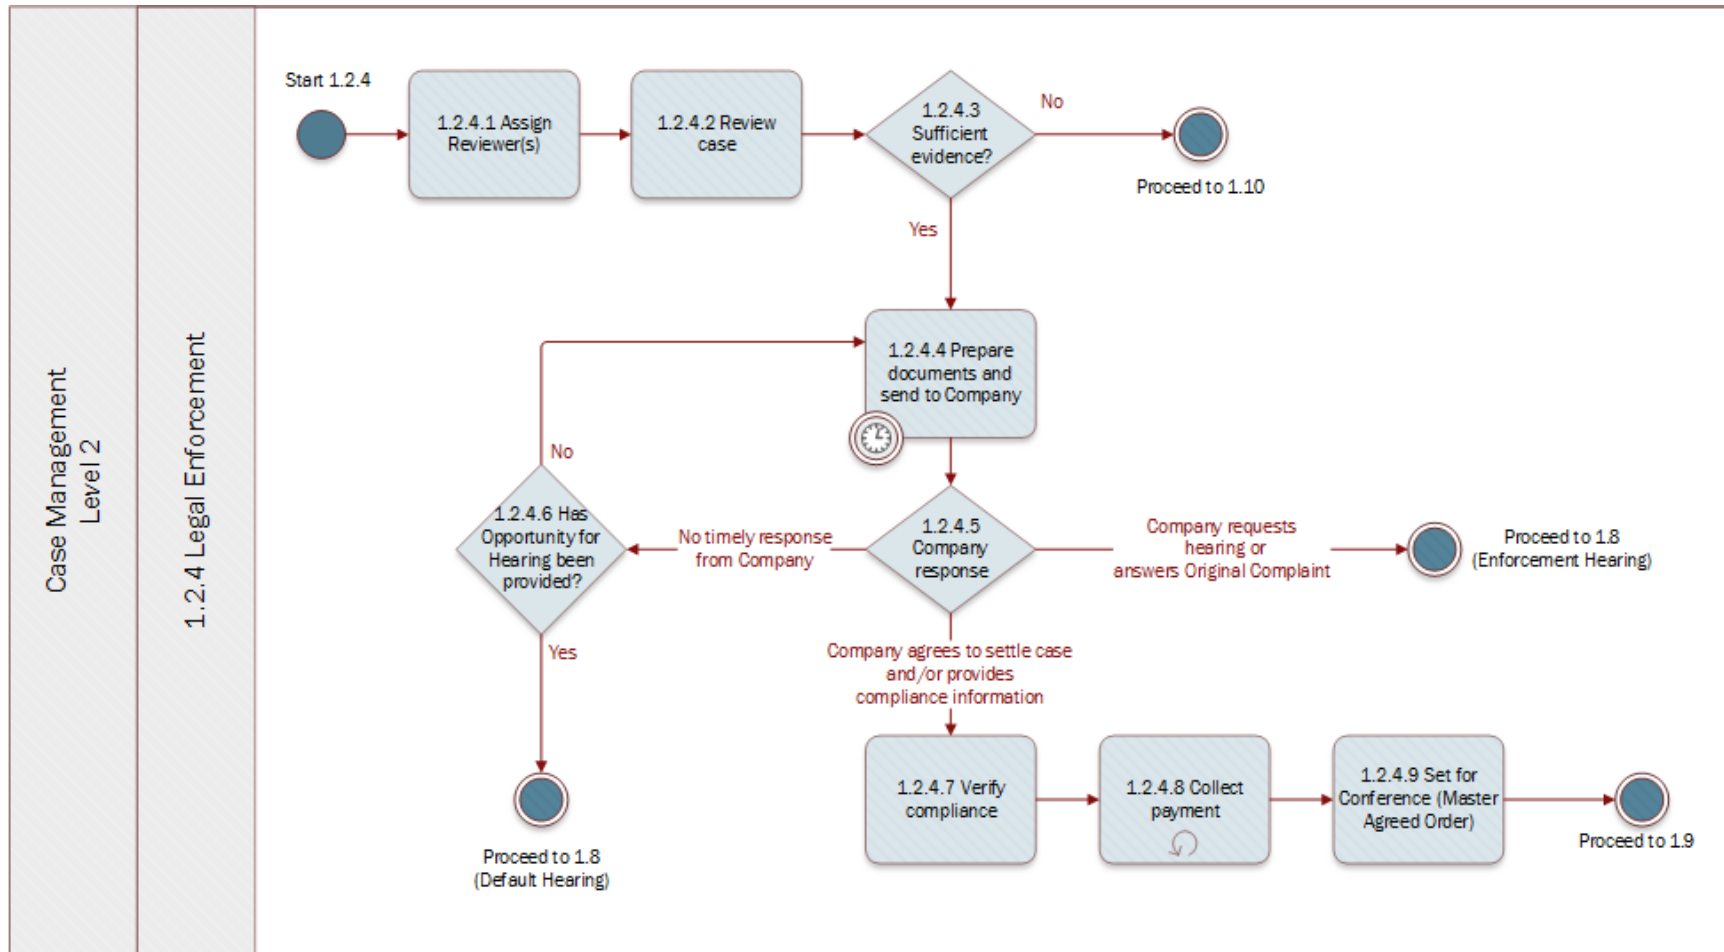 Case Management
Level 2
1.2.4 Legal Enforcement
Start 1.2.4
1.2.4.1 Assign
Reviewer(s)
1.2.4.2 Review
case
1.2.4.3
Sufficient
evidence?
No
Proceed to 1.10
Yes
1.2.4.4 Prepare
documents and
send to Company
No
1.2.4.6 Has
Opportunity for
Hearing been
provided?
No timely response
from Company
1.2.4.5
Company
response
Company requests
hearing or
answers Original Complaint
Proceed to 1.8
(Enforcement Hearing)
Yes
Company agrees to settle case
and/or provides
compliance information
Proceed to 1.8
(Default Hearing)
1.2.4.7 Verify
compliance
1.2.4.8 Collect
payment
1.2.4.9 Set for
Conference (Master
Agreed Order)
Proceed to 1.9